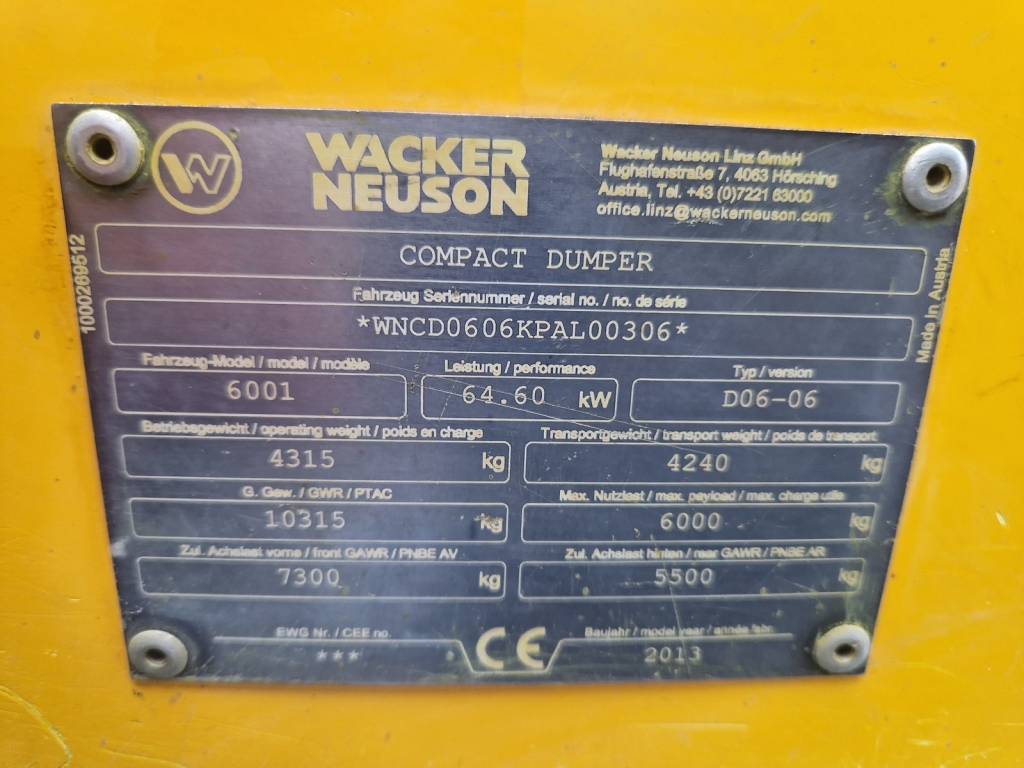 W
WACKER
NEUSON
Wacker Neuson Linz GmbH
Flughafenstraße 7, 4063 Hörsching
Austria, Tel. +43 (0)7221 63000
office.linz@wackerneuson.com
1000269512
COMPACT DUMPER
Made in Austria
Fahrzeug Seriennummer / serial no. / no. de série
*WNCD0606KPAL00306*
Fahrzeug-Model / model / modèle
6001
Leistung / performance
64.60 kW
Typ / version
D06-06
Betriebsgewicht / operating weight / poids en charge
4315 kg
Transportgewicht / transport weight / poids de transport
4240 kg
G. Gew. / GWR / PTAC
10315 kg
Max. Nutzlast / max. payload / max. charge utile
6000 kg
Zul. Achslast vorne / front GAWR / PNBE AV
7300 kg
Zul. Achslast hinten / rear GAWR / PNBE AR
5500 kg
EWG Nr. / CEE no.
***
CE
Baujahr / model year / année fabr.
2013